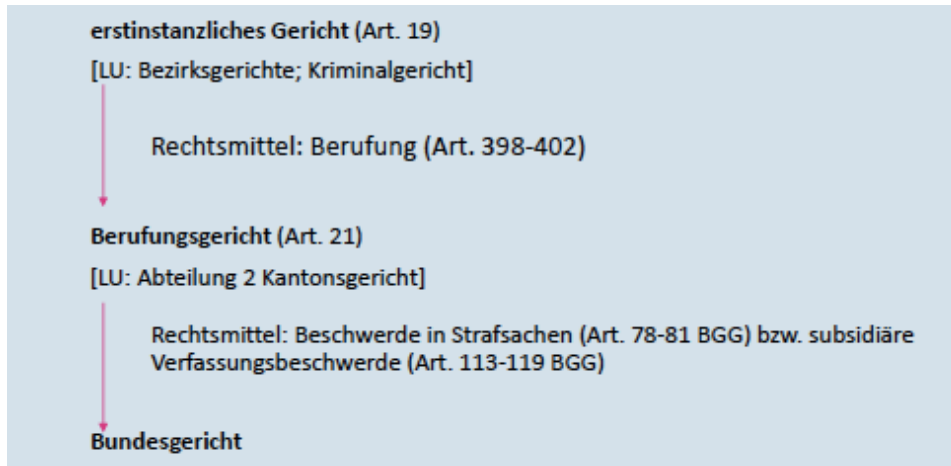 erstinstanzliches Gericht (Art. 19)
[LU: Bezirksgerichte; Kriminalgericht]
Rechtsmittel: Berufung (Art. 398-402)
Berufungsgericht (Art. 21)
[LU: Abteilung 2 Kantonsgericht]
Rechtsmittel: Beschwerde in Strafsachen (Art. 78-81 BGG) bzw. subsidiäre
Verfassungsbeschwerde (Art. 113-119 BGG)
Bundesgericht